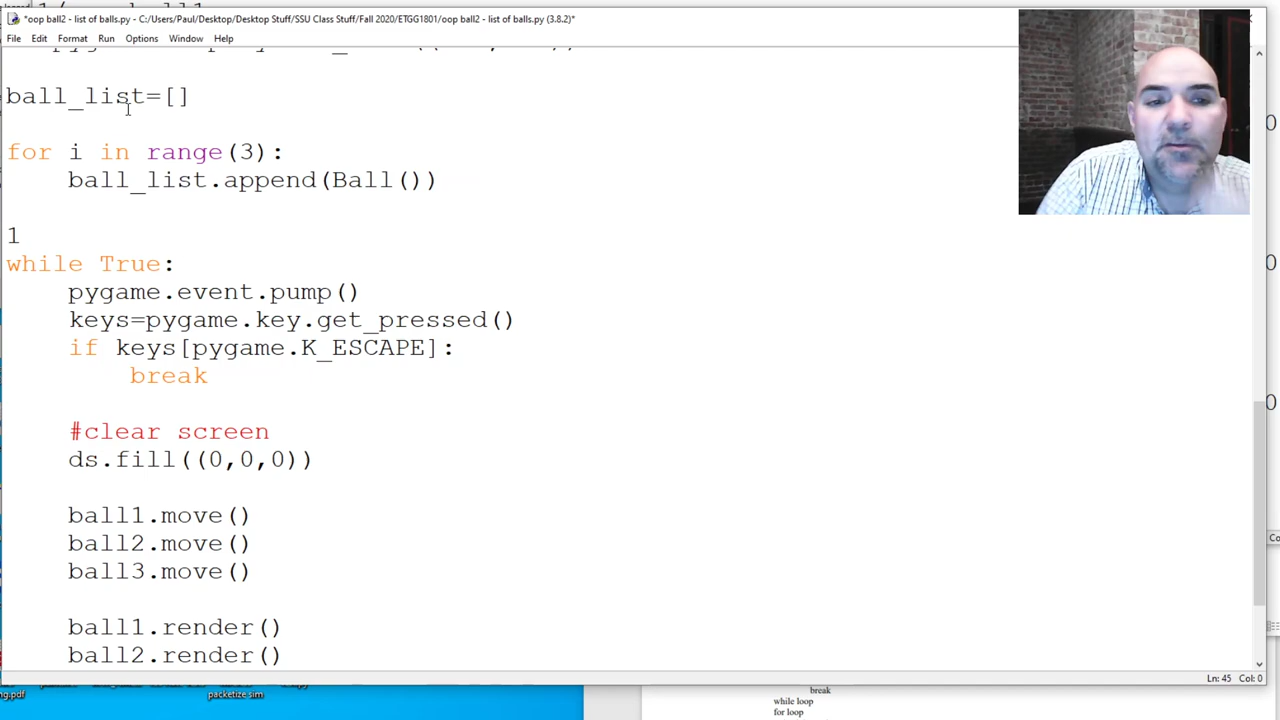 *oop ball2 - list of balls.py - C:/Users/Paul/Desktop/Desktop Stuff/SSU Class Stuff/Fall 2020/ETGG1801/oop ball2 - list of balls.py (3.8.2)*
File Edit Format Run Options Window Help
ball_list=[]
for i in range(3):
ball_list.append(Ball())
1
while True:
pygame.event.pump()
keys=pygame.key.get_pressed()
if keys[pygame.K_ESCAPE]:
break
#clear screen
ds.fill((0,0,0))
ball1.move()
ball2.move()
ball3.move()
ball1.render()
ball2.render()
Ln: 45 Col: 0
ng.pdf
packetize sim
break
while loop
for loop